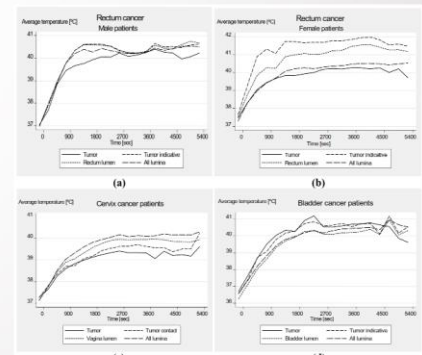 Rectum cancer
Male patients
Average temperature [°C]
41
40
39
38
37
0 900 1800 2700 3600 4500 5400
Time [sec]
Tumor
Tumor indicative
Rectum lumen
All lumina
(a)
Rectum cancer
Female patients
Average temperature [°C]
42
41
40
39
38
37
0 900 1800 2700 3600 4500 5400
Time [sec]
Tumor
Tumor indicative
Rectum lumen
All lumina
(b)
Cervix cancer patients
Average temperature [°C]
41
40
39
38
37
0 900 1800 2700 3600 4500 5400
Time [sec]
Tumor
Tumor contact
Vagina lumen
All lumina
Bladder cancer patients
Average temperature [°C]
41
40
39
38
37
36
0 900 1800 2700 3600 4500 5400
Time [sec]
Tumor
Tumor indicative
Bladder lumen
All lumina